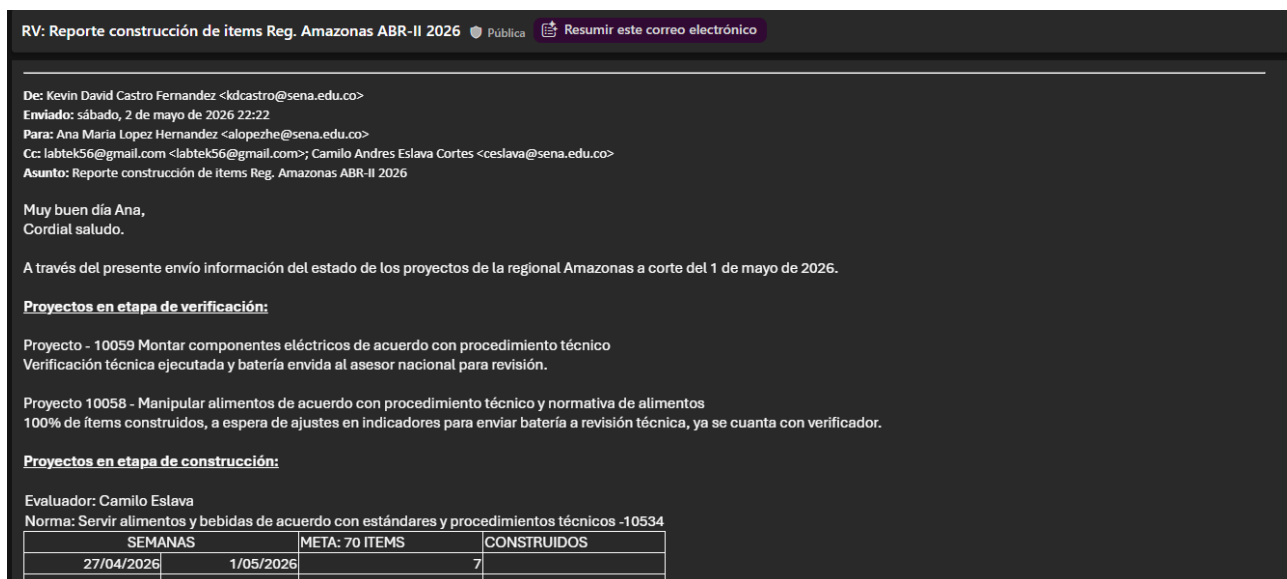 RV: Reporte construcción de items Reg. Amazonas ABR-II 2026 Pública Resumir este correo electrónico
De: Kevin David Castro Fernandez <kdcastro@sena.edu.co>
Enviado: sábado, 2 de mayo de 2026 22:22
Para: Ana Maria Lopez Hernandez <alopezhe@sena.edu.co>
Cc: labtek56@gmail.com <labtek56@gmail.com>; Camilo Andres Eslava Cortes <ceslava@sena.edu.co>
Asunto: Reporte construcción de items Reg. Amazonas ABR-II 2026
Muy buen día Ana,
Cordial saludo.
A través del presente envío información del estado de los proyectos de la regional Amazonas a corte del 1 de mayo de 2026.
Proyectos en etapa de verificación:
Proyecto - 10059 Montar componentes eléctricos de acuerdo con procedimiento técnico
Verificación técnica ejecutada y batería envida al asesor nacional para revisión.
Proyecto 10058 - Manipular alimentos de acuerdo con procedimiento técnico y normativa de alimentos
100% de ítems construidos, a espera de ajustes en indicadores para enviar batería a revisión técnica, ya se cuanta con verificador.
Proyectos en etapa de construcción:
Evaluador: Camilo Eslava
Norma: Servir alimentos y bebidas de acuerdo con estándares y procedimientos técnicos -10534
SEMANAS META: 70 ITEMS CONSTRUIDOS
27/04/2026 1/05/2026 7